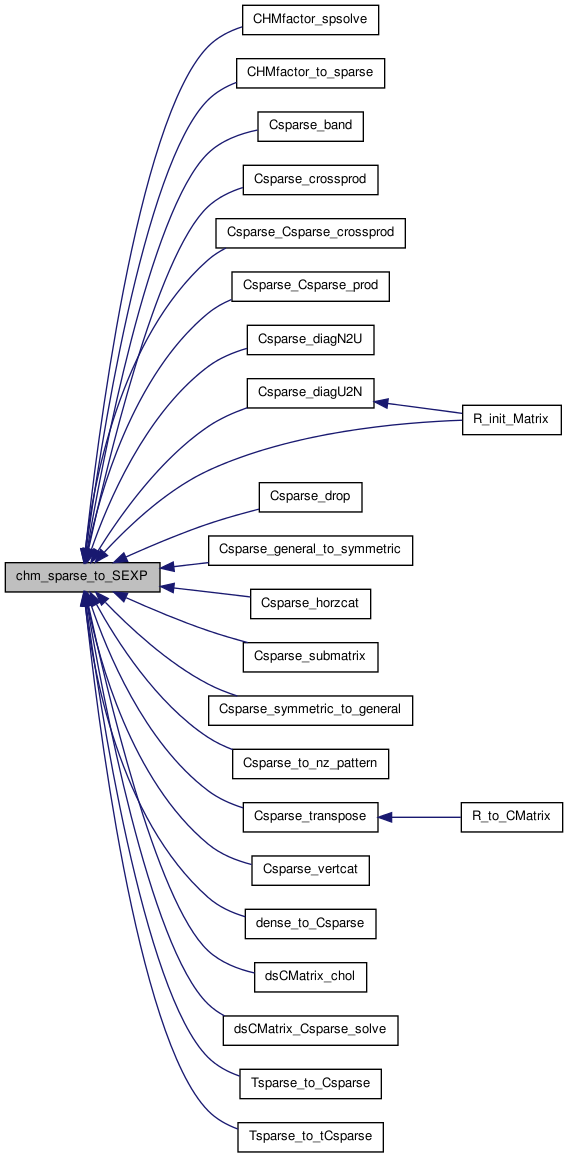 CHMfactor_spsolve
CHMfactor_to_sparse
Csparse_band
Csparse_crossprod
Csparse_Csparse_crossprod
Csparse_Csparse_prod
Csparse_diagN2U
Csparse_diagU2N
R_init_Matrix
Csparse_drop
Csparse_general_to_symmetric
chm_sparse_to_SEXP
Csparse_horzcat
Csparse_submatrix
Csparse_symmetric_to_general
Csparse_to_nz_pattern
Csparse_transpose
R_to_CMatrix
Csparse_vertcat
dense_to_Csparse
dsCMatrix_chol
dsCMatrix_Csparse_solve
Tsparse_to_Csparse
Tsparse_to_tCsparse